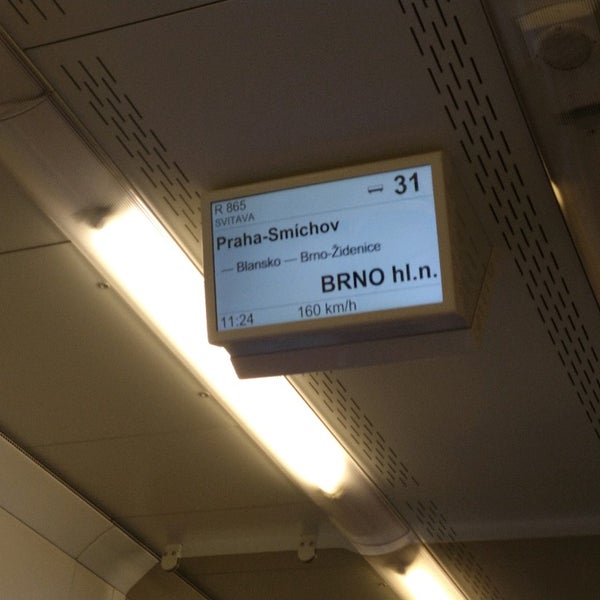 R 865 31
SVITAVA
Praha-Smíchov
— Blansko — Brno-Židenice
BRNO hl.n.
11:24 160 km/h